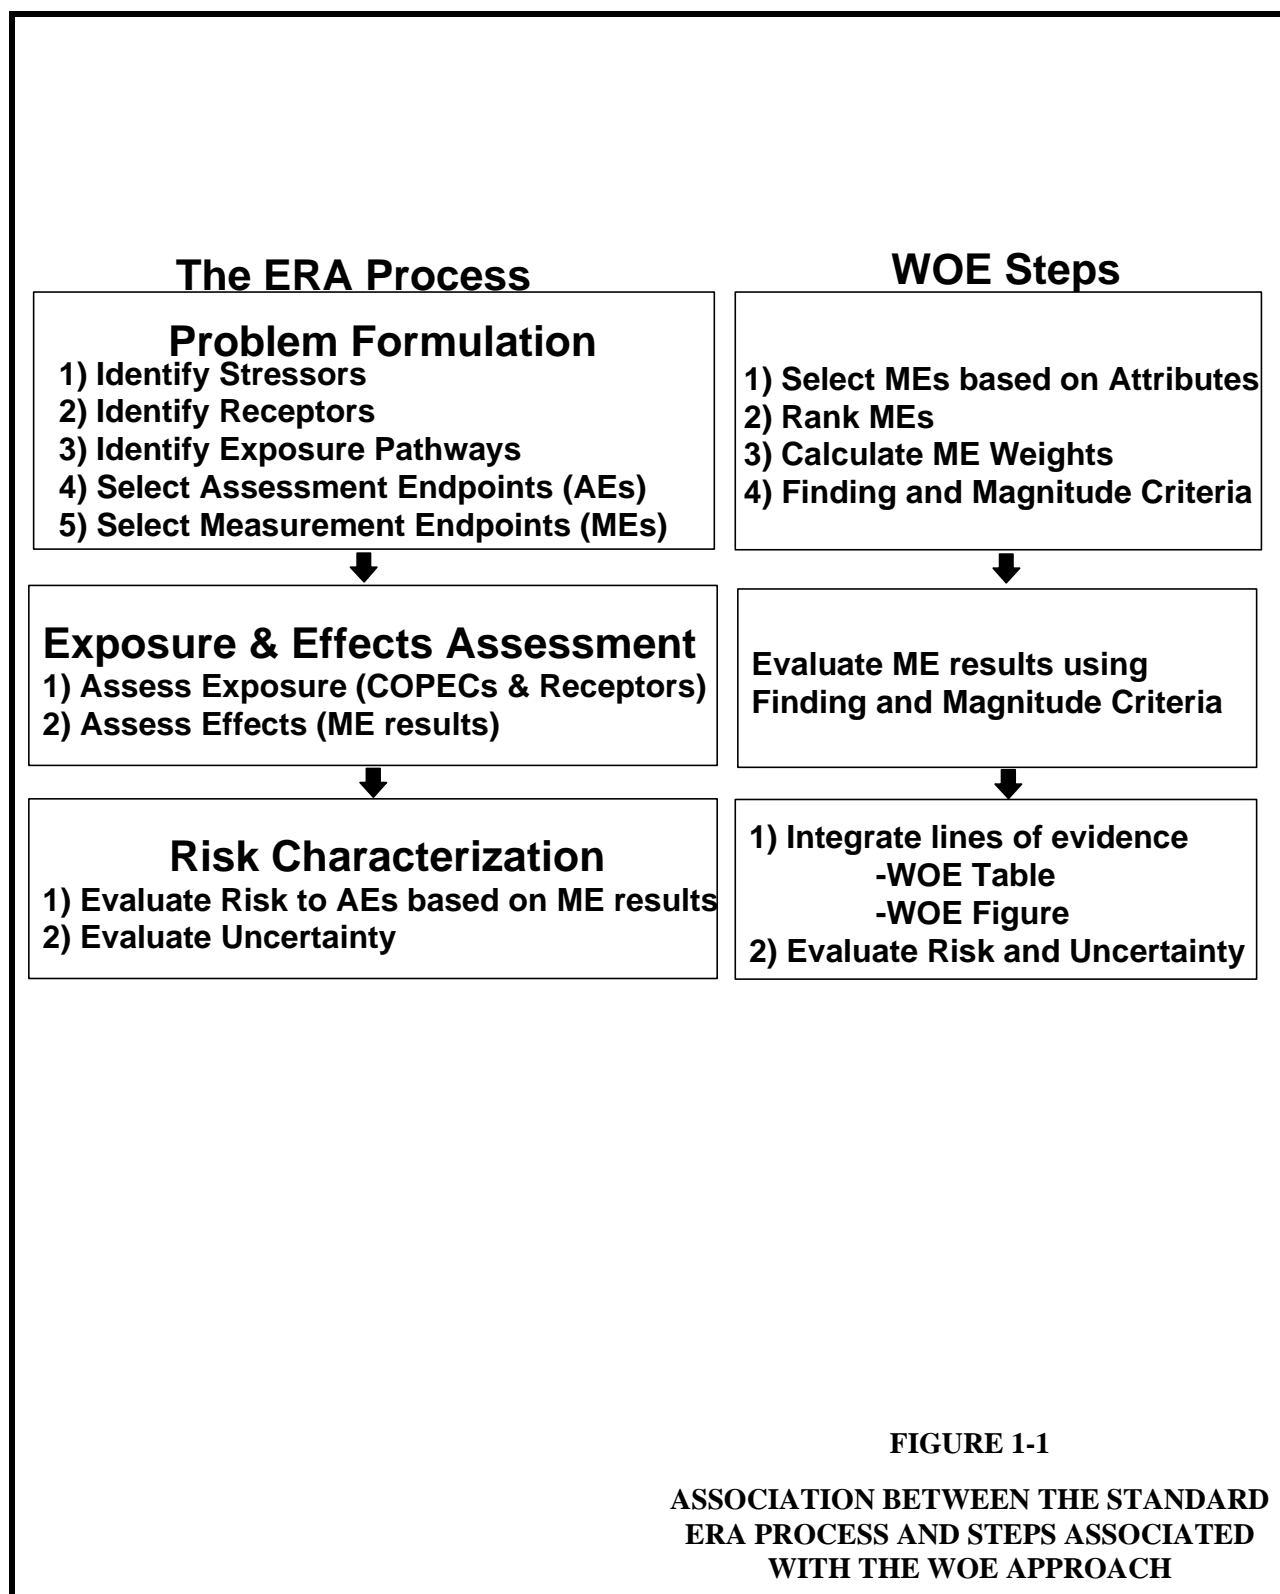 The ERA Process
Problem Formulation
1) Identify Stressors
2) Identify Receptors
3) Identify Exposure Pathways
4) Select Assessment Endpoints (AEs)
5) Select Measurement Endpoints (MEs)
Exposure & Effects Assessment
1) Assess Exposure (COPECs & Receptors)
2) Assess Effects (ME results)
Risk Characterization
1) Evaluate Risk to AEs based on ME results
2) Evaluate Uncertainty
WOE Steps
1) Select MEs based on Attributes
2) Rank MEs
3) Calculate ME Weights
4) Finding and Magnitude Criteria
Evaluate ME results using
Finding and Magnitude Criteria
1) Integrate lines of evidence
-WOE Table
-WOE Figure
2) Evaluate Risk and Uncertainty
FIGURE 1-1
ASSOCIATION BETWEEN THE STANDARD
ERA PROCESS AND STEPS ASSOCIATED
WITH THE WOE APPROACH